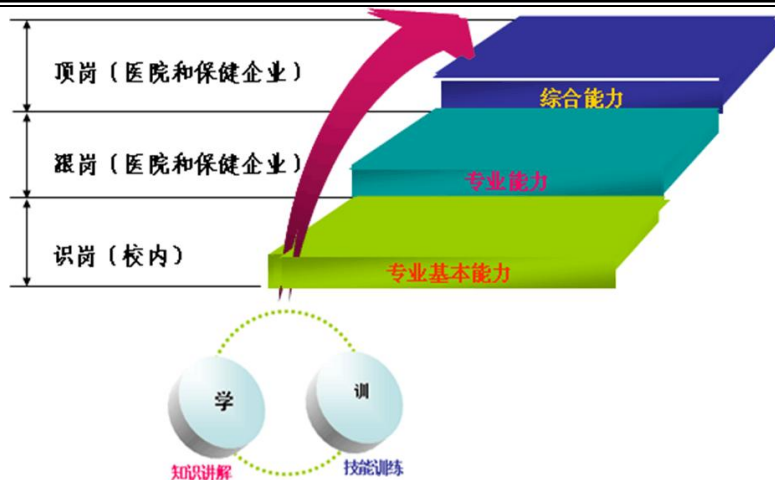 顶岗（医院和保健企业）
综合能力
跟岗（医院和保健企业）
专业能力
识岗（校内）
专业基本能力
学
训
知识讲解
技能训练